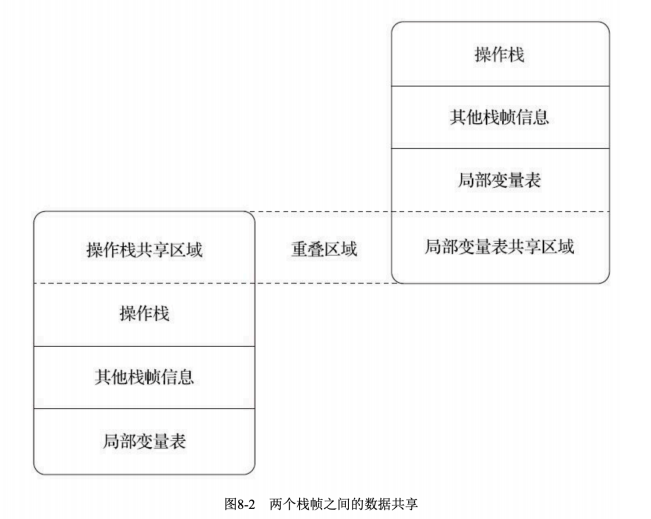 操作栈
其他栈帧信息
局部变量表
操作栈共享区域
重叠区域
局部变量表共享区域
操作栈
其他栈帧信息
局部变量表
图8-2 两个栈帧之间的数据共享